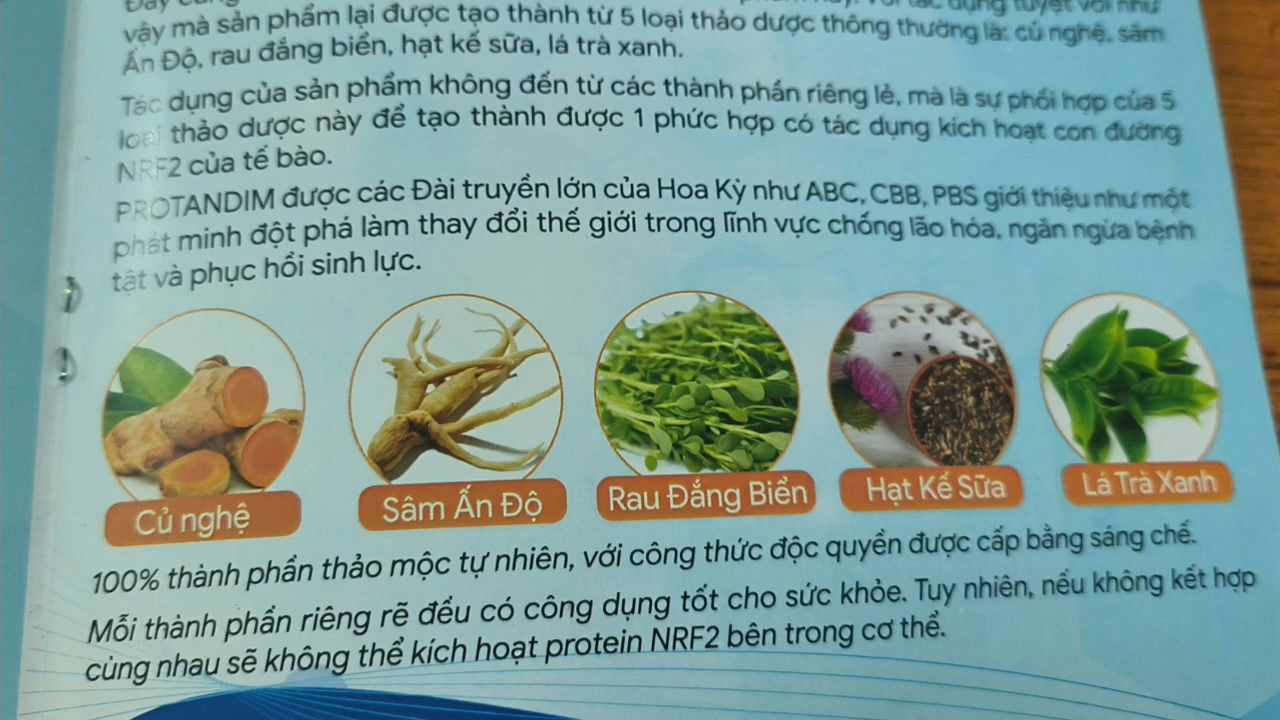 vậy mà sản phẩm lại được tạo thành từ 5 loại thảo dược thông thường là: củ nghệ, sâm
Ấn Độ, rau đắng biển, hạt kế sữa, lá trà xanh.
Tác dụng của sản phẩm không đến từ các thành phần riêng lẻ, mà là sự phối hợp của 5
loại thảo dược này để tạo thành được 1 phức hợp có tác dụng kích hoạt con đường
NRF2 của tế bào.
PROTANDIM được các Đài truyền lớn của Hoa Kỳ như ABC, CBB, PBS giới thiệu như một
phát minh đột phá làm thay đổi thế giới trong lĩnh vực chống lão hóa, ngăn ngừa bệnh
tật và phục hồi sinh lực.
Củ nghệ
Sâm Ấn Độ
Rau Đắng Biển
Hạt Kế Sữa
Lá Trà Xanh
100% thành phần thảo mộc tự nhiên, với công thức độc quyền được cấp bằng sáng chế.
Mỗi thành phần riêng rẽ đều có công dụng tốt cho sức khỏe. Tuy nhiên, nếu không kết hợp
cùng nhau sẽ không thể kích hoạt protein NRF2 bên trong cơ thể.